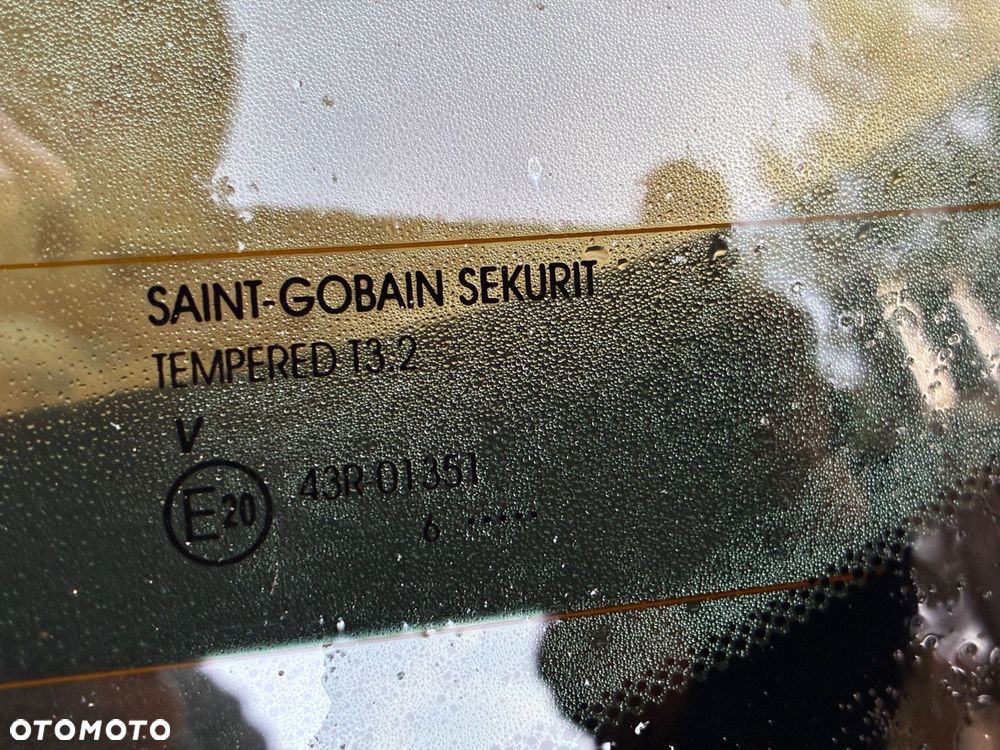 SAINT-GOBAIN SEKURIT
TEMPERED T3.2
V
E20 43R 01351
6 ······
OTOMOTO